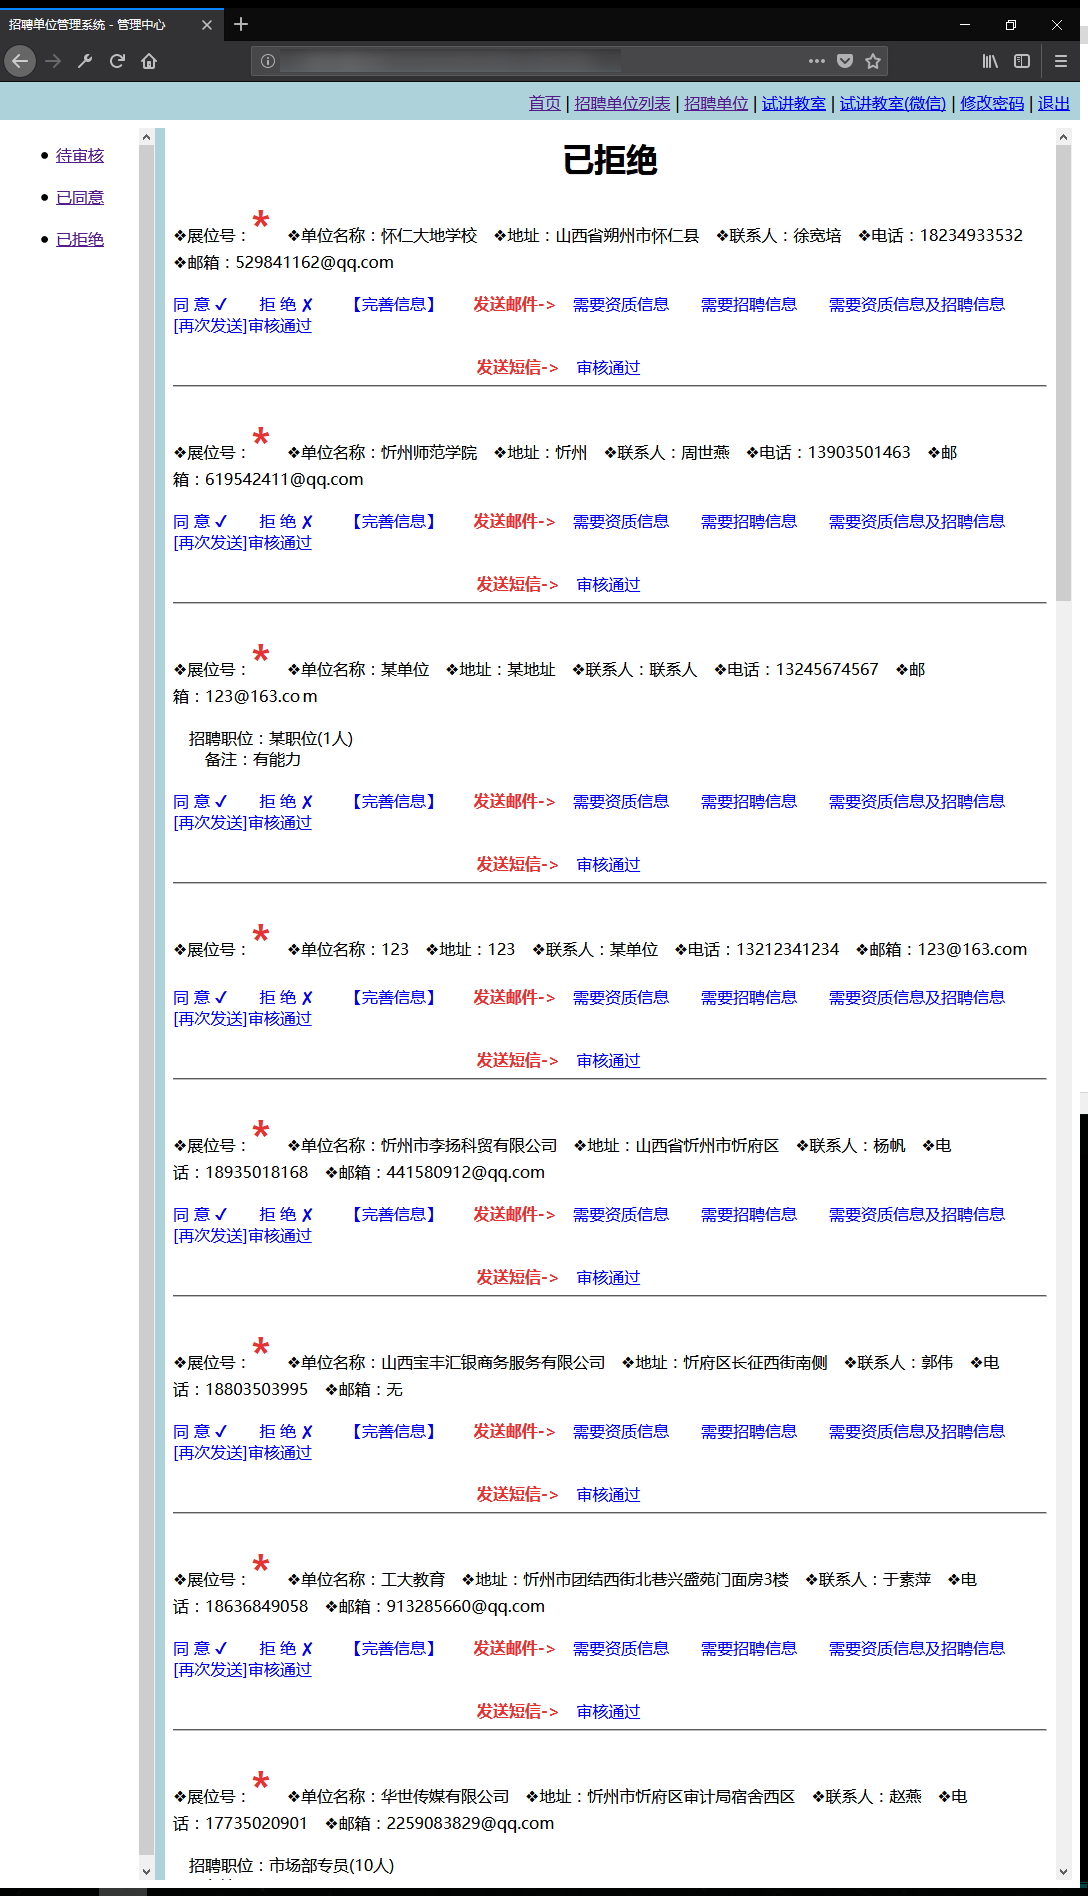 招聘单位管理系统 - 管理中心
首页 | 招聘单位列表 | 招聘单位 | 试讲教室 | 试讲教室(微信) | 修改密码 | 退出
待审核
已同意
已拒绝
已拒绝
❖展位号：* ❖单位名称：怀仁大地学校 ❖地址：山西省朔州市怀仁县 ❖联系人：徐宽培 ❖电话：18234933532
❖邮箱：529841162@qq.com
同 意 ✓ 拒 绝 ✗ 【完善信息】 发送邮件-> 需要资质信息 需要招聘信息 需要资质信息及招聘信息
[再次发送]审核通过
发送短信-> 审核通过
❖展位号：* ❖单位名称：忻州师范学院 ❖地址：忻州 ❖联系人：周世燕 ❖电话：13903501463 ❖邮
箱：619542411@qq.com
同 意 ✓ 拒 绝 ✗ 【完善信息】 发送邮件-> 需要资质信息 需要招聘信息 需要资质信息及招聘信息
[再次发送]审核通过
发送短信-> 审核通过
❖展位号：* ❖单位名称：某单位 ❖地址：某地址 ❖联系人：联系人 ❖电话：13245674567 ❖邮
箱：123@163.com
招聘职位：某职位(1人)
备注：有能力
同 意 ✓ 拒 绝 ✗ 【完善信息】 发送邮件-> 需要资质信息 需要招聘信息 需要资质信息及招聘信息
[再次发送]审核通过
发送短信-> 审核通过
❖展位号：* ❖单位名称：123 ❖地址：123 ❖联系人：某单位 ❖电话：13212341234 ❖邮箱：123@163.com
同 意 ✓ 拒 绝 ✗ 【完善信息】 发送邮件-> 需要资质信息 需要招聘信息 需要资质信息及招聘信息
[再次发送]审核通过
发送短信-> 审核通过
❖展位号：* ❖单位名称：忻州市李扬科贸有限公司 ❖地址：山西省忻州市忻府区 ❖联系人：杨帆 ❖电
话：18935018168 ❖邮箱：441580912@qq.com
同 意 ✓ 拒 绝 ✗ 【完善信息】 发送邮件-> 需要资质信息 需要招聘信息 需要资质信息及招聘信息
[再次发送]审核通过
发送短信-> 审核通过
❖展位号：* ❖单位名称：山西宝丰汇银商务服务有限公司 ❖地址：忻府区长征西街南侧 ❖联系人：郭伟 ❖电
话：18803503995 ❖邮箱：无
同 意 ✓ 拒 绝 ✗ 【完善信息】 发送邮件-> 需要资质信息 需要招聘信息 需要资质信息及招聘信息
[再次发送]审核通过
发送短信-> 审核通过
❖展位号：* ❖单位名称：工大教育 ❖地址：忻州市团结西街北巷兴盛苑门面房3楼 ❖联系人：于素萍 ❖电
话：18636849058 ❖邮箱：913285660@qq.com
同 意 ✓ 拒 绝 ✗ 【完善信息】 发送邮件-> 需要资质信息 需要招聘信息 需要资质信息及招聘信息
[再次发送]审核通过
发送短信-> 审核通过
❖展位号：* ❖单位名称：华世传媒有限公司 ❖地址：忻州市忻府区审计局宿舍西区 ❖联系人：赵燕 ❖电
话：17735020901 ❖邮箱：2259083829@qq.com
招聘职位：市场部专员(10人)